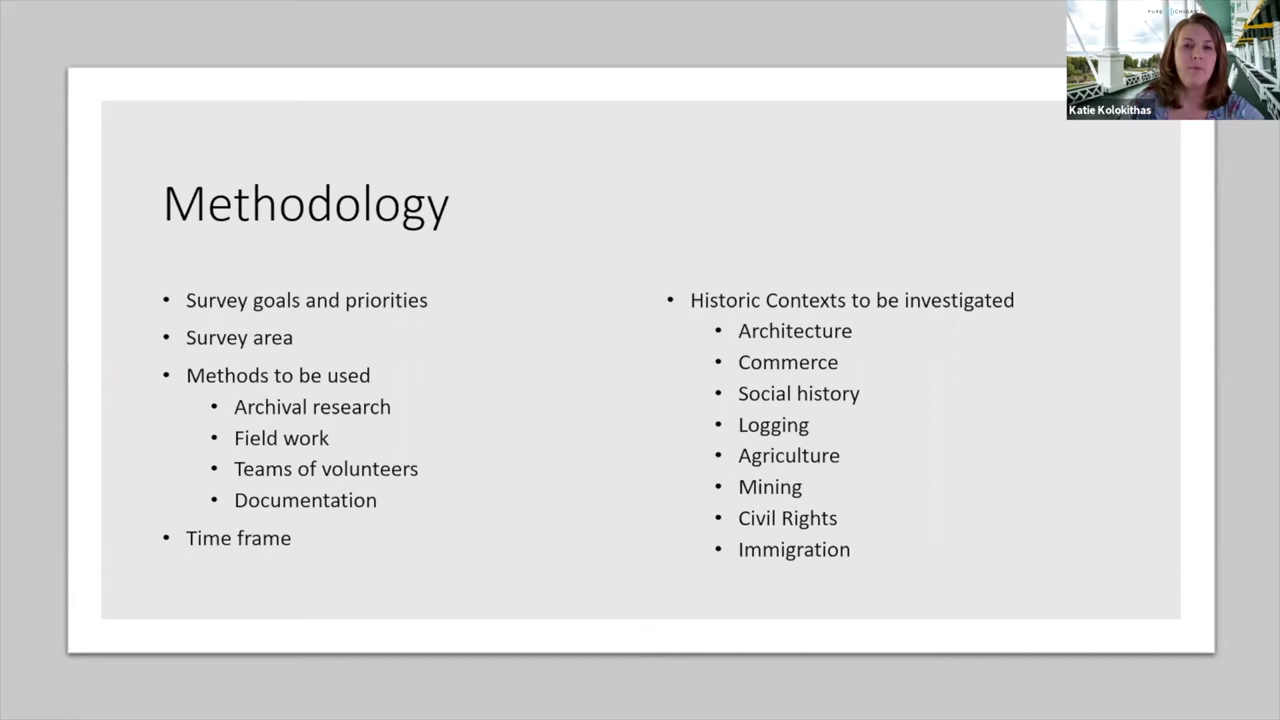 PURE MICHIGAN
Katie Kolokithas
Methodology
• Survey goals and priorities
• Survey area
• Methods to be used
• Archival research
• Field work
• Teams of volunteers
• Documentation
• Time frame
• Historic Contexts to be investigated
• Architecture
• Commerce
• Social history
• Logging
• Agriculture
• Mining
• Civil Rights
• Immigration